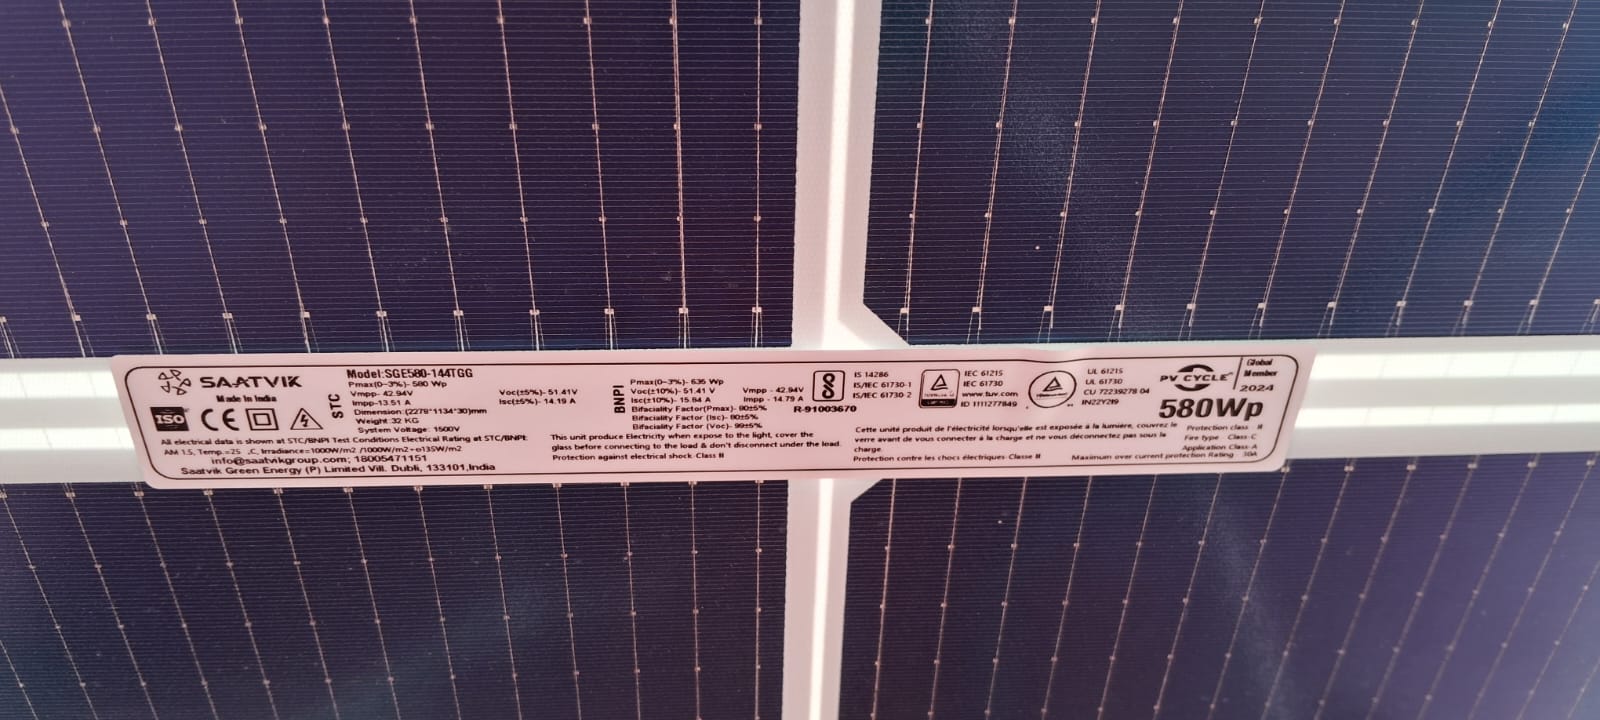 SAATVIK
Made In India
ISO
CE
Model:SGE580-144TGG
STC
Pmax(0~3%)- 580 Wp
Vmpp- 42.94V
Impp-13.51 A
Dimension:(2278*1134*30)mm
Weight:32 KG
System Voltage: 1500V
Voc(±5%)- 51.41V
Isc(±5%)- 14.19 A
All electrical data is shown at STC/BNPI Test Conditions Electrical Rating at STC/BNPI:
AM 1.5, Temp.=25 .C, Irradiance=1000W/m2 /1000W/m2+⍉135W/m2
info@saatvikgroup.com; 18005471151
Saatvik Green Energy (P) Limited Vill. Dubli, 133101,India
BNPI
Pmax(0~3%)- 635 Wp
Voc(±10%)- 51.41 V
Isc(±10%)- 15.64 A
Bifaciality Factor(Pmax)- 80±5%
Bifaciality Factor (Isc)- 80±5%
Bifaciality Factor (Voc)- 99±5%
Vmpp - 42.94V
Impp - 14.79 A
This unit produce Electricity when expose to the light, cover the
glass before connecting to the load & don't disconnect under the load.
Protection against electrical shock Class II
IS 14286
IS/IEC 61730-1
IS/IEC 61730-2
R-91003670
IEC 61215
IEC 61730
www.tuv.com
ID 1111277849
UL 61215
UL 61730
CU 72239278 04
IN22Y2I9
Cette unité produit de l'électricité lorsqu'elle est exposée à la lumière, couvrez le
verre avant de vous connecter à la charge et ne vous déconnectez pas sous la
charge.
Protection contre les chocs électriques-Classe II
PV CYCLE
Global
Member
2024
580Wp
Protection class II
Fire type Class-C
Application Class-A
Maximum over current protection Rating 30A